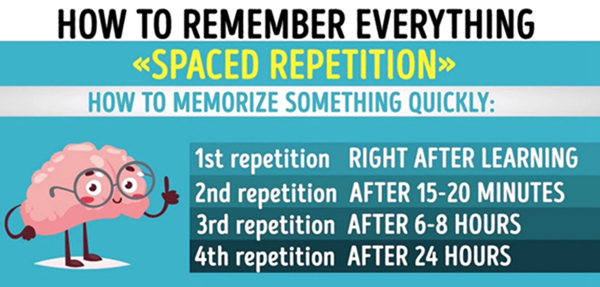 HOW TO REMEMBER EVERYTHING
«SPACED REPETITION»
HOW TO MEMORIZE SOMETHING QUICKLY:
1st repetition RIGHT AFTER LEARNING
2nd repetition AFTER 15-20 MINUTES
3rd repetition AFTER 6-8 HOURS
4th repetition AFTER 24 HOURS